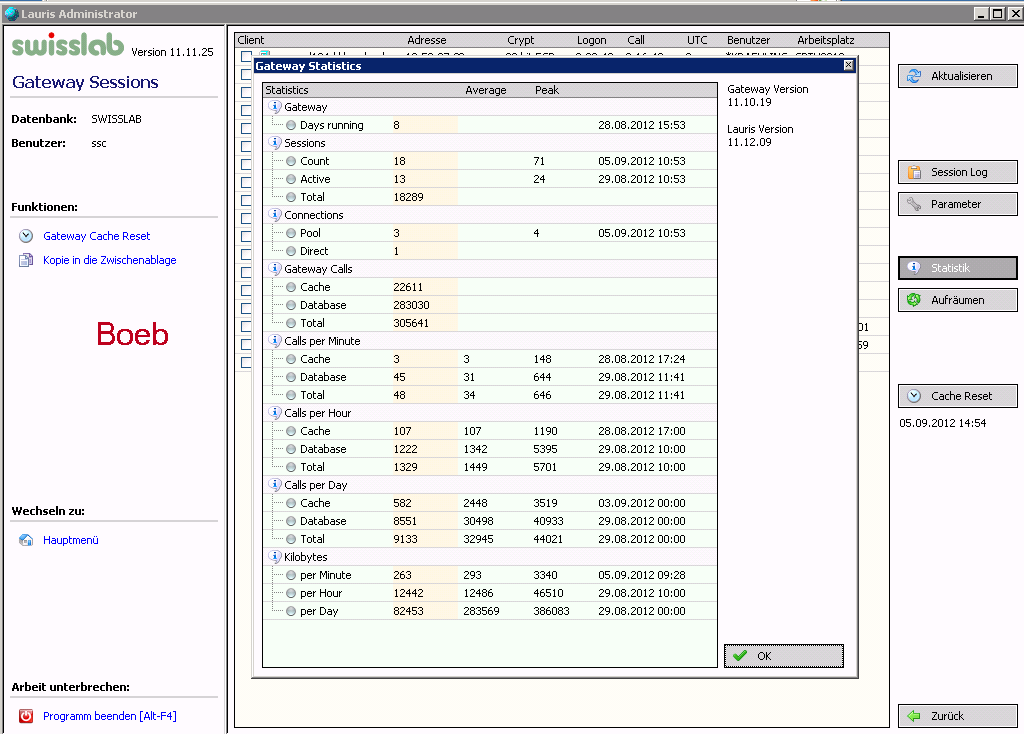 Lauris Administrator
swisslab Version 11.11.25
Gateway Sessions
Datenbank: SWISSLAB
Benutzer: ssc
Funktionen:
Gateway Cache Reset
Kopie in die Zwischenablage
Boeb
Wechseln zu:
Hauptmenü
Arbeit unterbrechen:
Programm beenden [Alt-F4]
Client Adresse Crypt Logon Call UTC Benutzer Arbeitsplatz
Gateway Statistics
Statistics Average Peak
Gateway
Days running 8 28.08.2012 15:53
Sessions
Count 18 71 05.09.2012 10:53
Active 13 24 29.08.2012 10:53
Total 18289
Connections
Pool 3 4 05.09.2012 10:53
Direct 1
Gateway Calls
Cache 22611
Database 283030
Total 305641
Calls per Minute
Cache 3 3 148 28.08.2012 17:24
Database 45 31 644 29.08.2012 11:41
Total 48 34 646 29.08.2012 11:41
Calls per Hour
Cache 107 107 1190 28.08.2012 17:00
Database 1222 1342 5395 29.08.2012 10:00
Total 1329 1449 5701 29.08.2012 10:00
Calls per Day
Cache 582 2448 3519 03.09.2012 00:00
Database 8551 30498 40933 29.08.2012 00:00
Total 9133 32945 44021 29.08.2012 00:00
Kilobytes
per Minute 263 293 3340 05.09.2012 09:28
per Hour 12442 12486 46510 29.08.2012 10:00
per Day 82453 283569 386083 29.08.2012 00:00
Gateway Version
11.10.19
Lauris Version
11.12.09
OK
01
59
Aktualisieren
Session Log
Parameter
Statistik
Aufräumen
Cache Reset
05.09.2012 14:54
Zurück